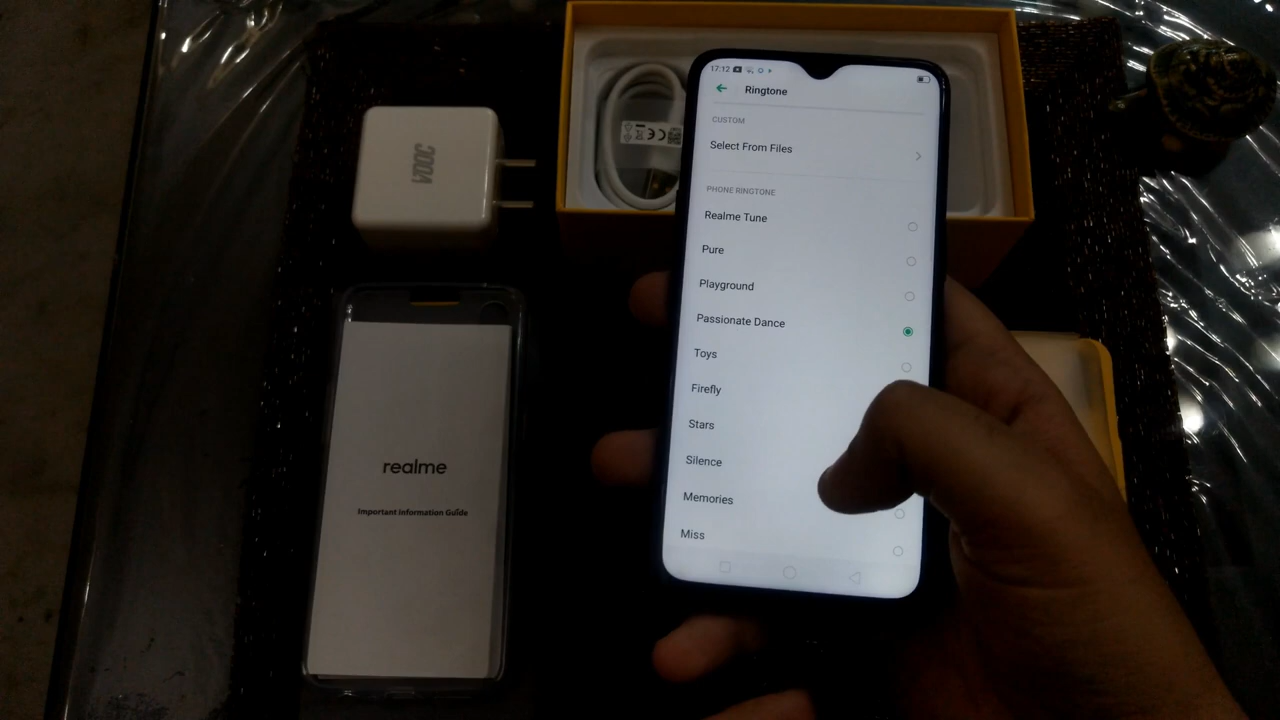 17:12
Ringtone
CUSTOM
Select From Files
PHONE RINGTONE
Realme Tune
Pure
Playground
Passionate Dance
Toys
Firefly
Stars
Silence
Memories
Miss
VOOC
CE
realme
Important Information Guide